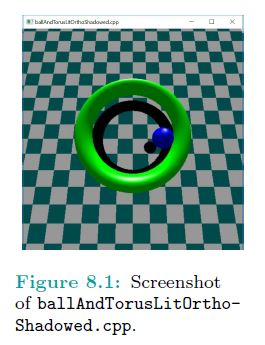 ballAndTorusLitOrthoShadowed.cpp
Figure 8.1: Screenshot
of ballAndTorusLitOrtho-
Shadowed.cpp.